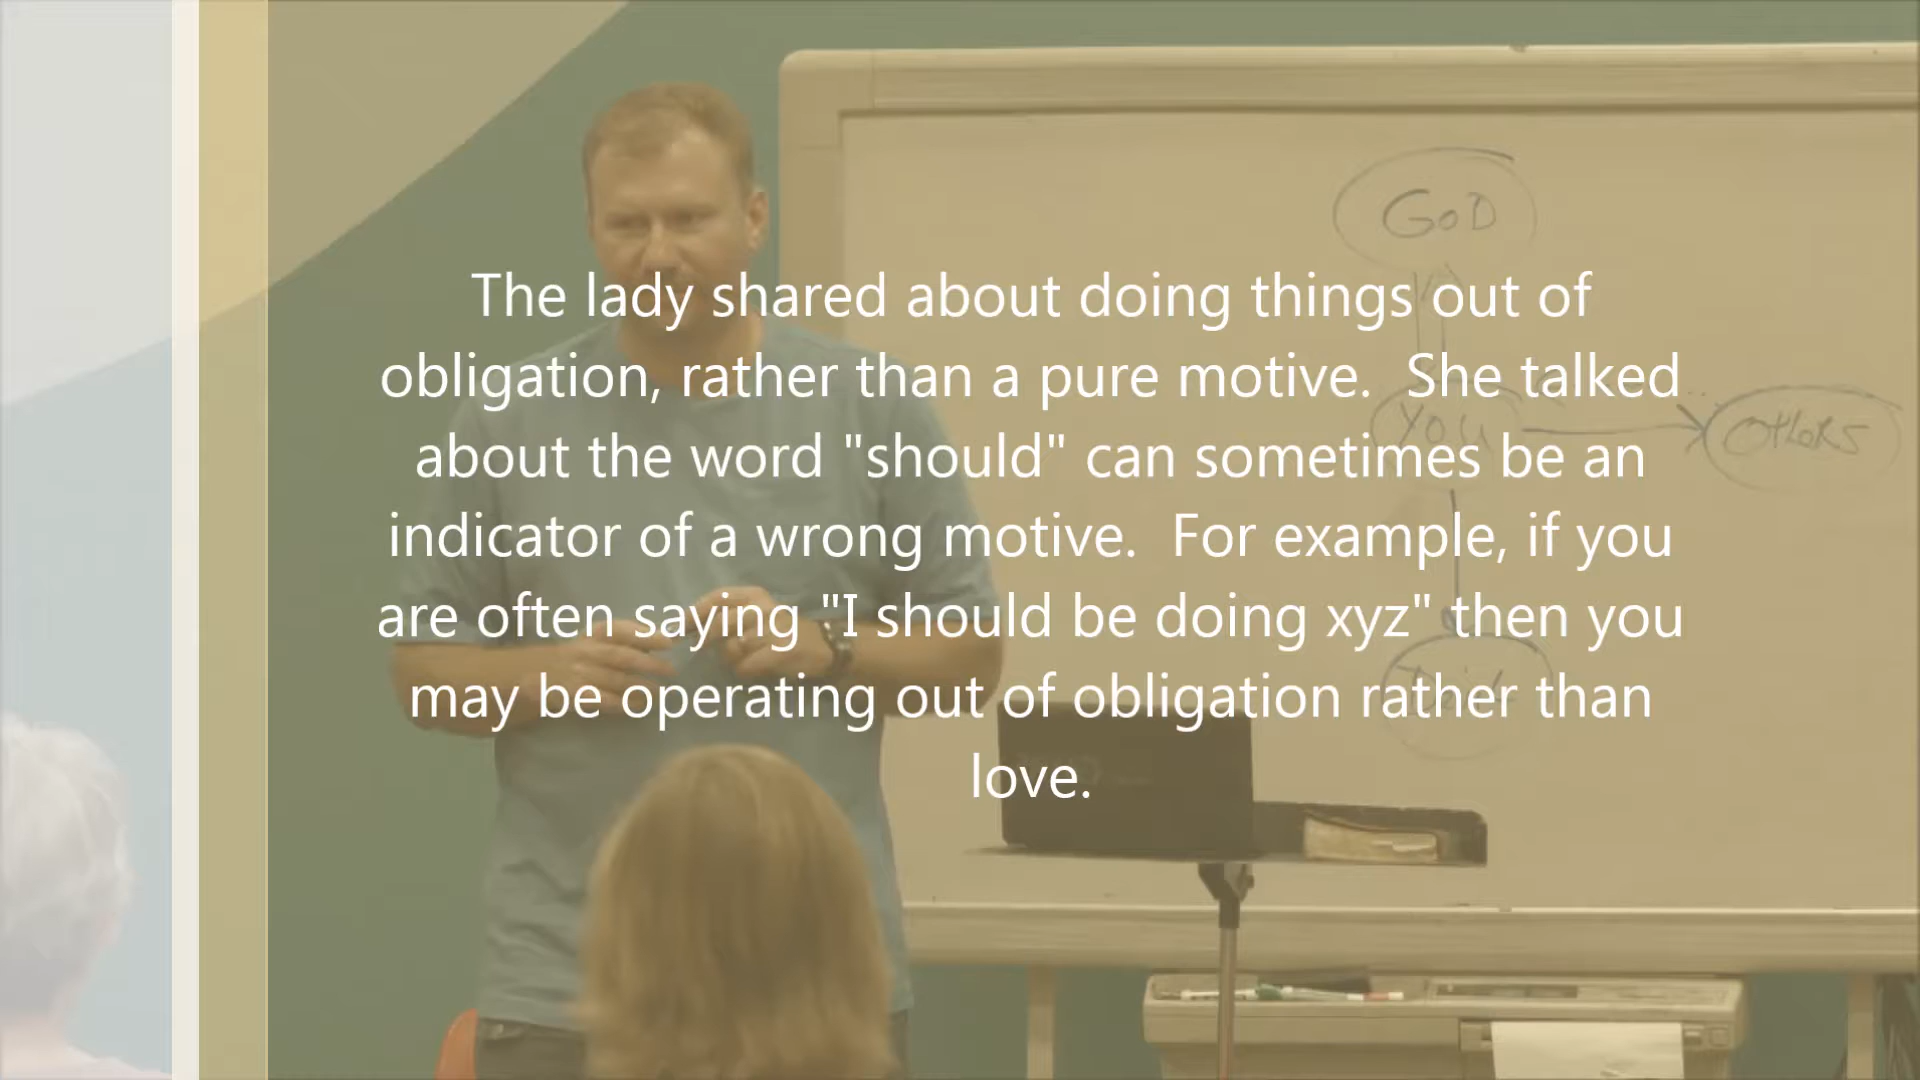 GOD
The lady shared about doing things out of
obligation, rather than a pure motive.  She talked
YOU
OTHERS
about the word "should" can sometimes be an
indicator of a wrong motive.  For example, if you
are often saying "I should be doing xyz" then you
may be operating out of obligation rather than
love.